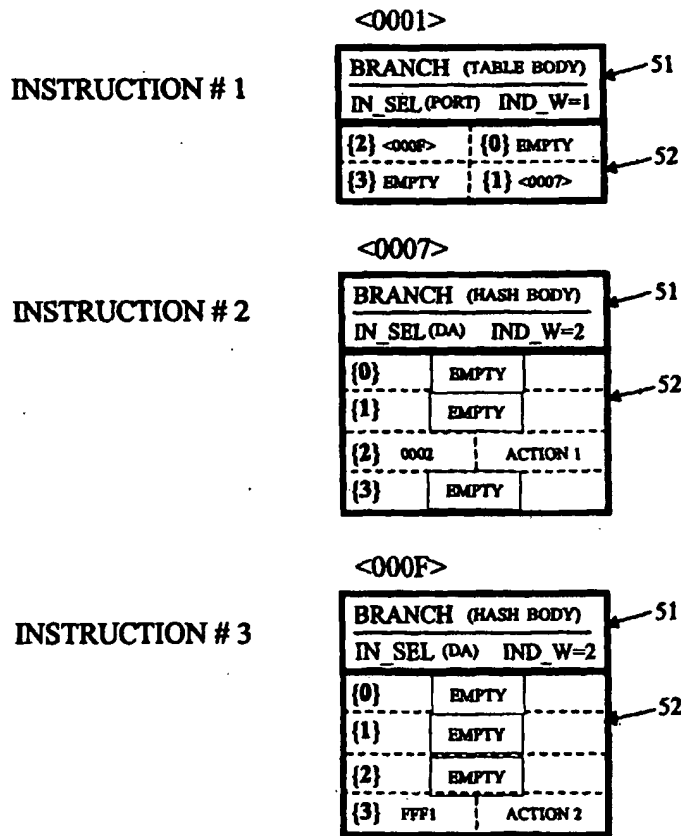 <0001>
INSTRUCTION # 1
BRANCH (TABLE BODY) 51
IN_SEL (PORT) IND_W=1
{2} <000F> {0} EMPTY 52
{3} EMPTY {1} <0007>
<0007>
INSTRUCTION # 2
BRANCH (HASH BODY) 51
IN_SEL (DA) IND_W=2
{0} EMPTY
52
{1} EMPTY
{2} 0002 ACTION 1
{3} EMPTY
<000F>
INSTRUCTION # 3
BRANCH (HASH BODY) 51
IN_SEL (DA) IND_W=2
{0} EMPTY
52
{1} EMPTY
{2} EMPTY
{3} FFF1 ACTION 2